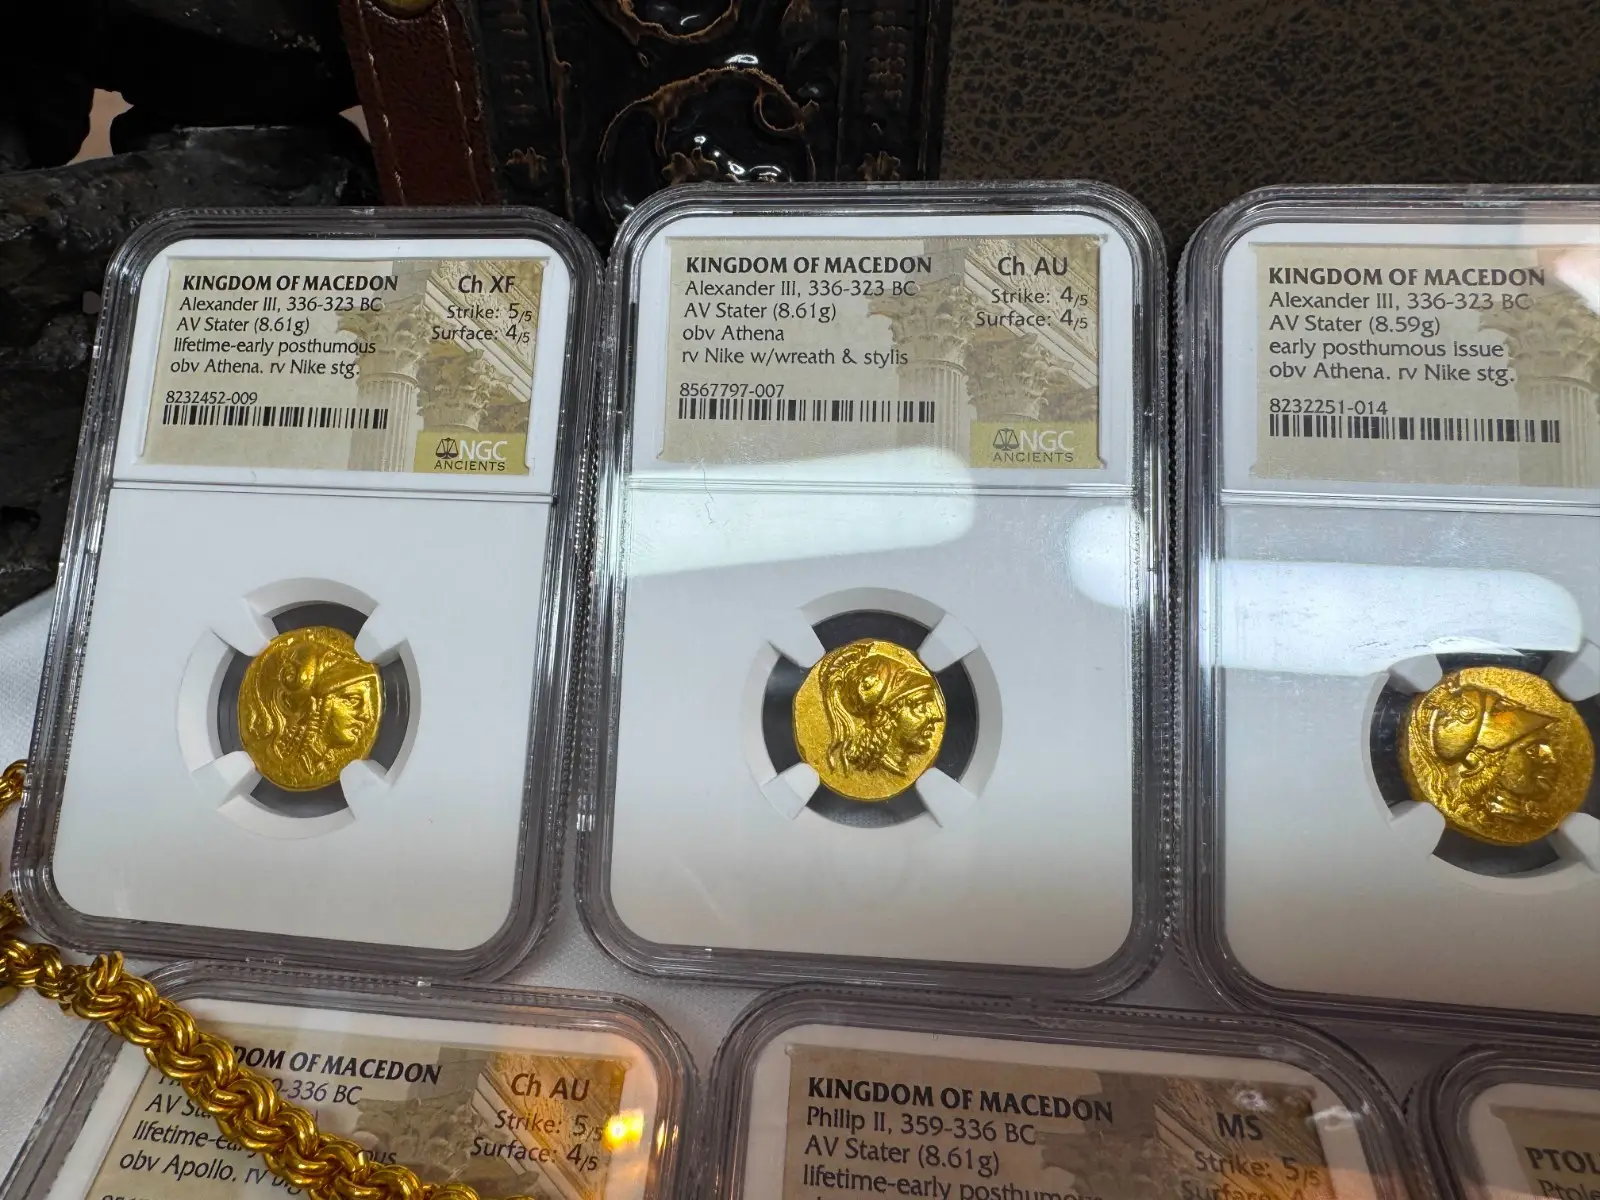 KINGDOM OF MACEDON
Alexander III, 336-323 BC
AV Stater (8.61g)
lifetime-early posthumous
obv Athena. rv Nike stg.
8232452-009
Ch XF
Strike: 5/5
Surface: 4/5
NGC
ANCIENTS
KINGDOM OF MACEDON
Alexander III, 336-323 BC
AV Stater (8.61g)
obv Athena
rv Nike w/wreath & stylis
8567797-007
Ch AU
Strike: 4/5
Surface: 4/5
NGC
ANCIENTS
KINGDOM OF MACEDON
Alexander III, 336-323 BC
AV Stater (8.59g)
early posthumous issue
obv Athena. rv Nike stg.
8232251-014
OF MACEDON
-336 BC
AV
obv Apollo. rv
Ch AU
Strike: 5/5
Surface: 4/5
KINGDOM OF MACEDON
Philip II, 359-336 BC
AV Stater (8.61g)
lifetime-early
MS
Strike: 5/5